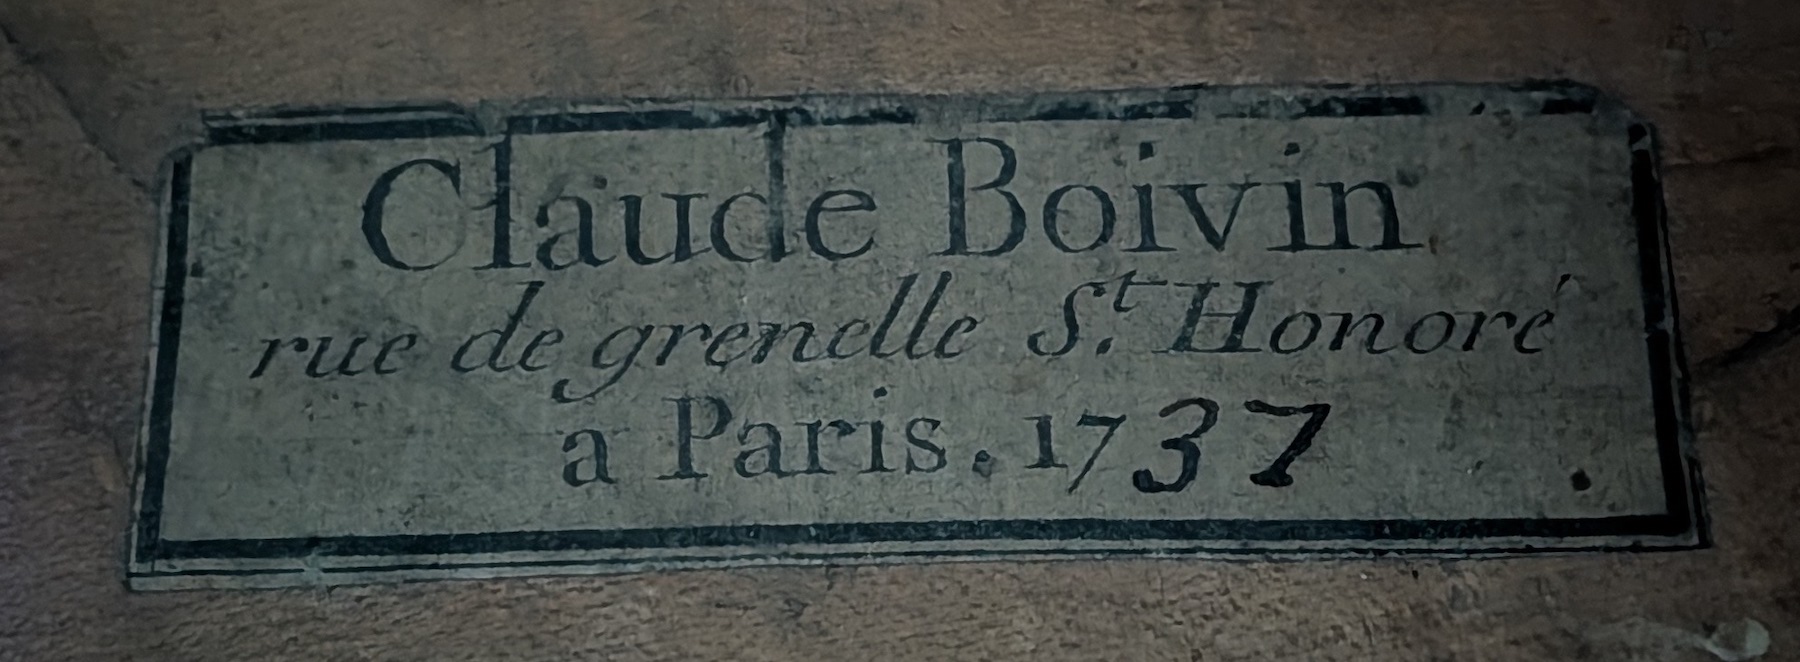 Claude Boivin
rue de grenelle S.t Honoré
a Paris. 1737